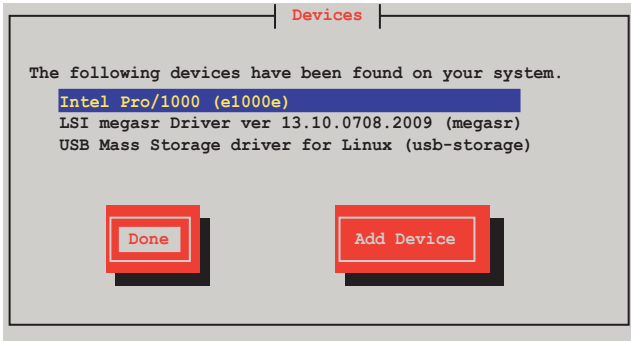 Devices
The following devices have been found on your system.
Intel Pro/1000 (e1000e)
LSI megasr Driver ver 13.10.0708.2009 (megasr)
USB Mass Storage driver for Linux (usb-storage)
Done Add Device